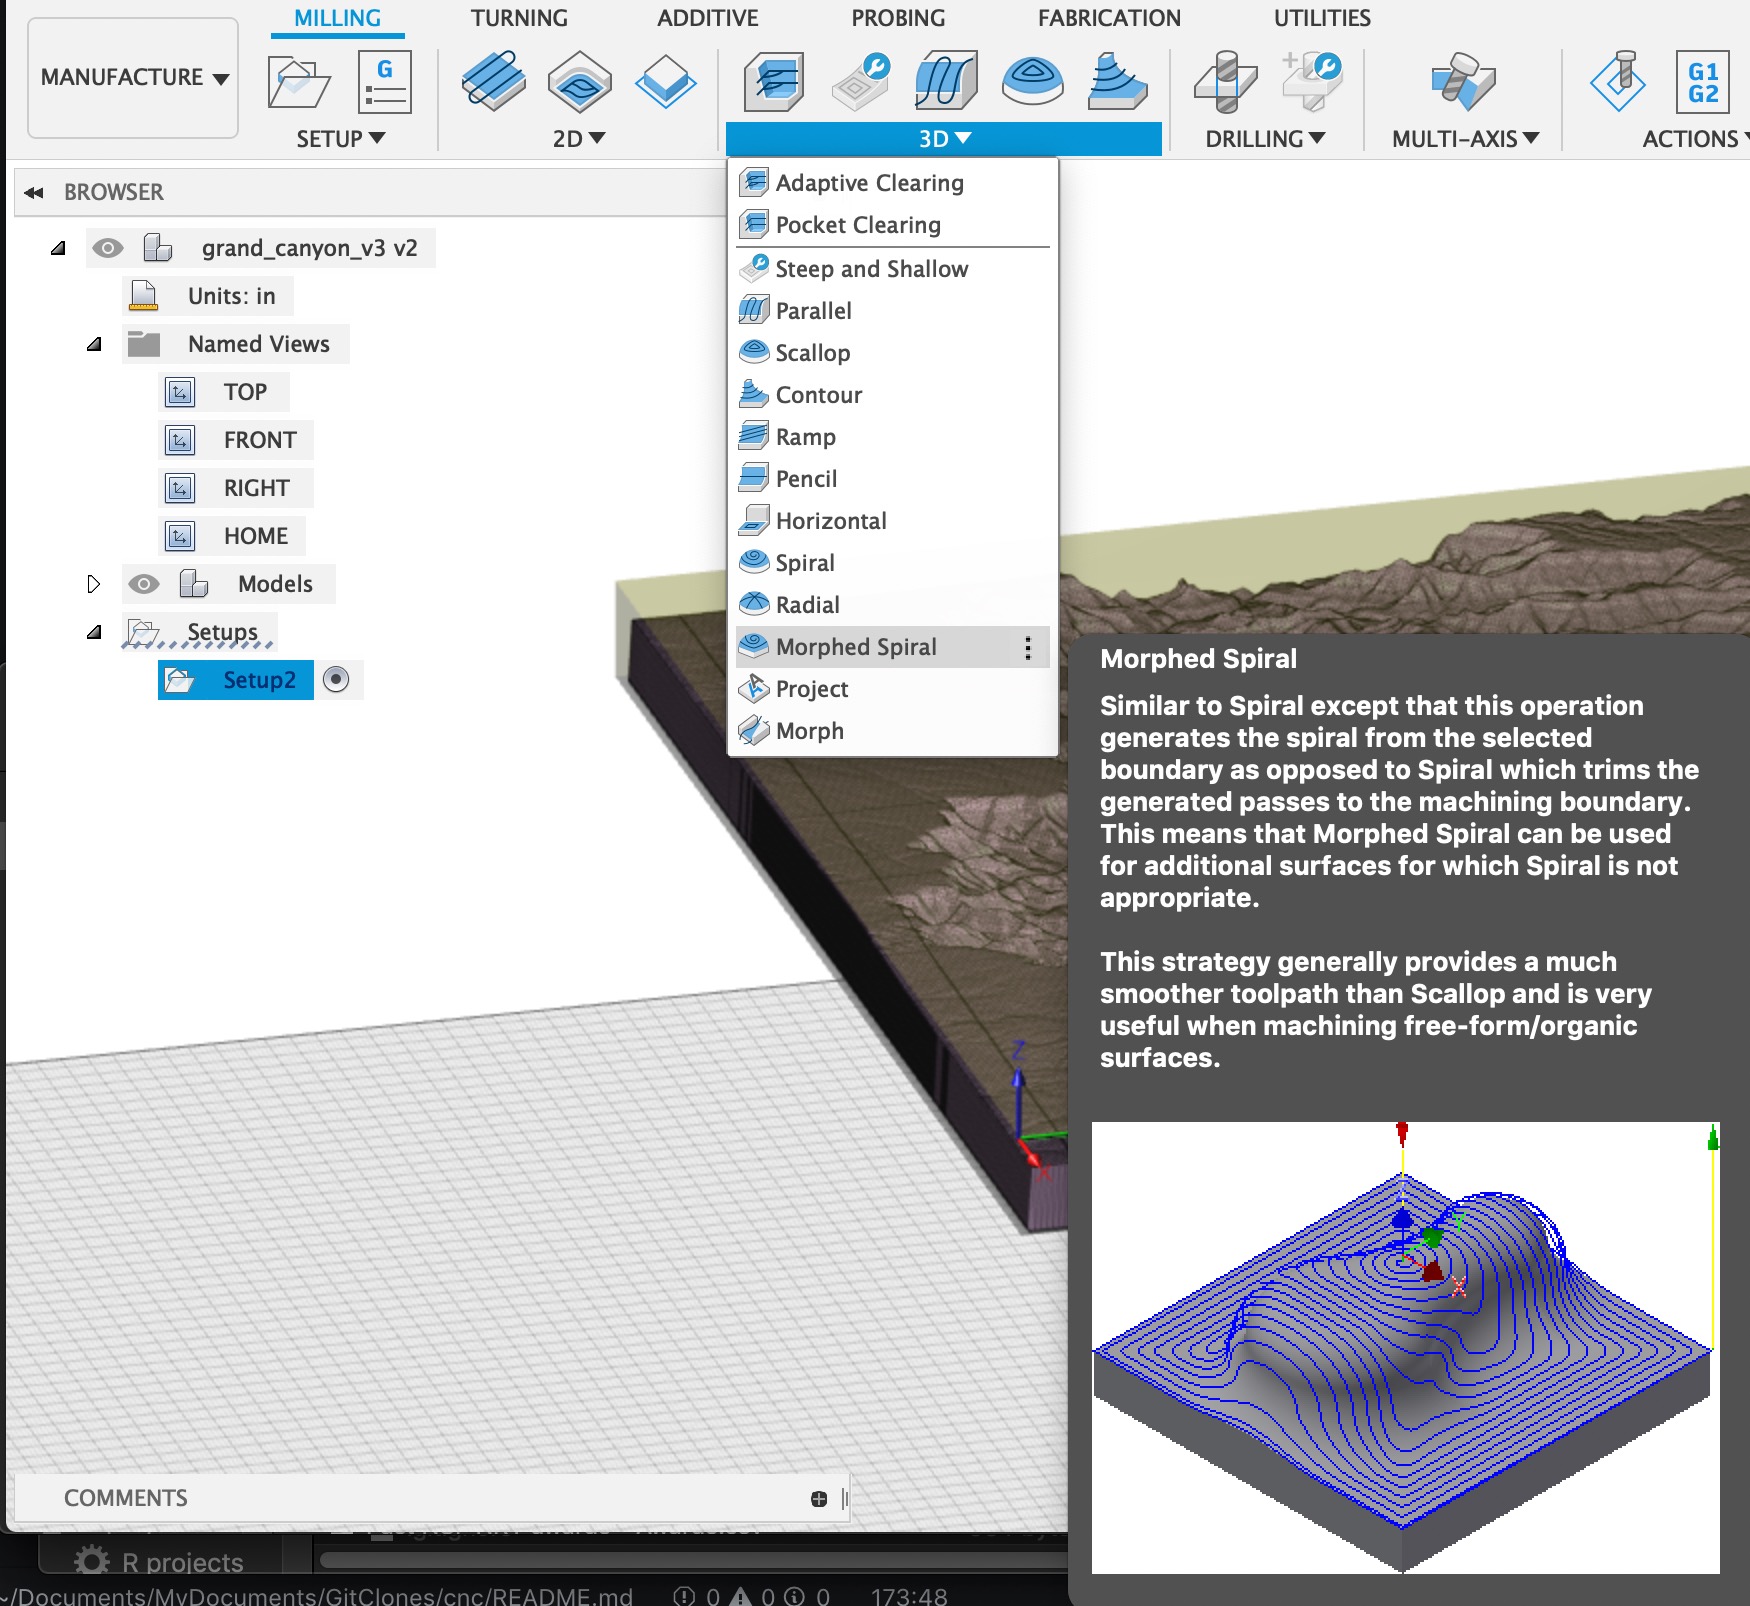 MILLING
TURNING
ADDITIVE
PROBING
FABRICATION
UTILITIES
MANUFACTURE
G
G1
G2
SETUP
2D
3D
DRILLING
MULTI-AXIS
ACTIONS
BROWSER
grand_canyon_v3 v2
Units: in
Named Views
TOP
FRONT
RIGHT
HOME
Models
Setups
Setup2
Adaptive Clearing
Pocket Clearing
Steep and Shallow
Parallel
Scallop
Contour
Ramp
Pencil
Horizontal
Spiral
Radial
Morphed Spiral
Project
Morph
Morphed Spiral
Similar to Spiral except that this operation
generates the spiral from the selected
boundary as opposed to Spiral which trims the
generated passes to the machining boundary.
This means that Morphed Spiral can be used
for additional surfaces for which Spiral is not
appropriate.
This strategy generally provides a much
smoother toolpath than Scallop and is very
useful when machining free-form/organic
surfaces.
Z
X
Y
X
COMMENTS
R projects
~/Documents/MyDocuments/GitClones/cnc/README.md
0
0
0
173:48